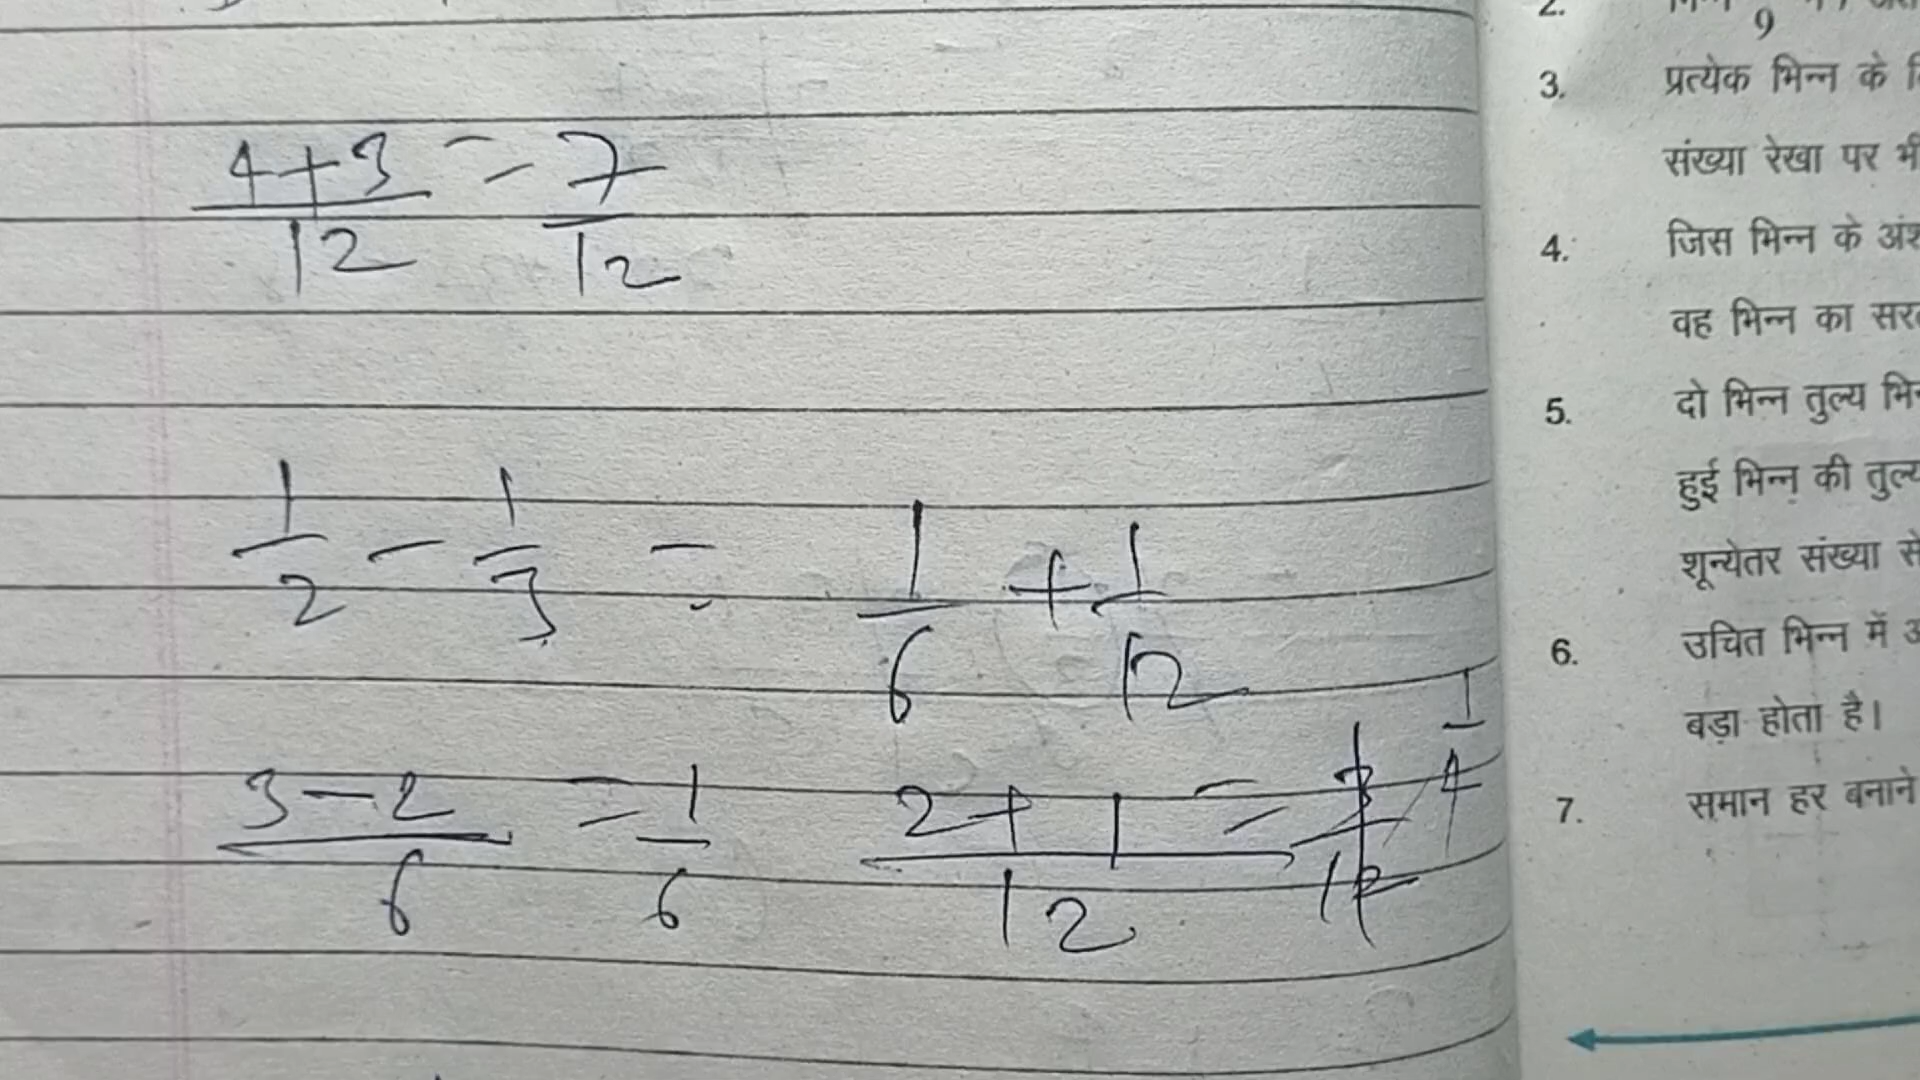 4+3/12 = 7/12
1/2 - 1/3 = 1/6 + 1/12
3-2/6 = 1/6 2+1/12 = 3/12 1/4
2.
9
3. प्रत्येक भिन्न के
संख्या रेखा पर
4. जिस भिन्न के
वह भिन्न का
5. दो भिन्न तुल्य
हुई भिन्न की
शून्येतर संख्या
6. उचित भिन्न में
बड़ा होता है।
7. समान हर बनाने